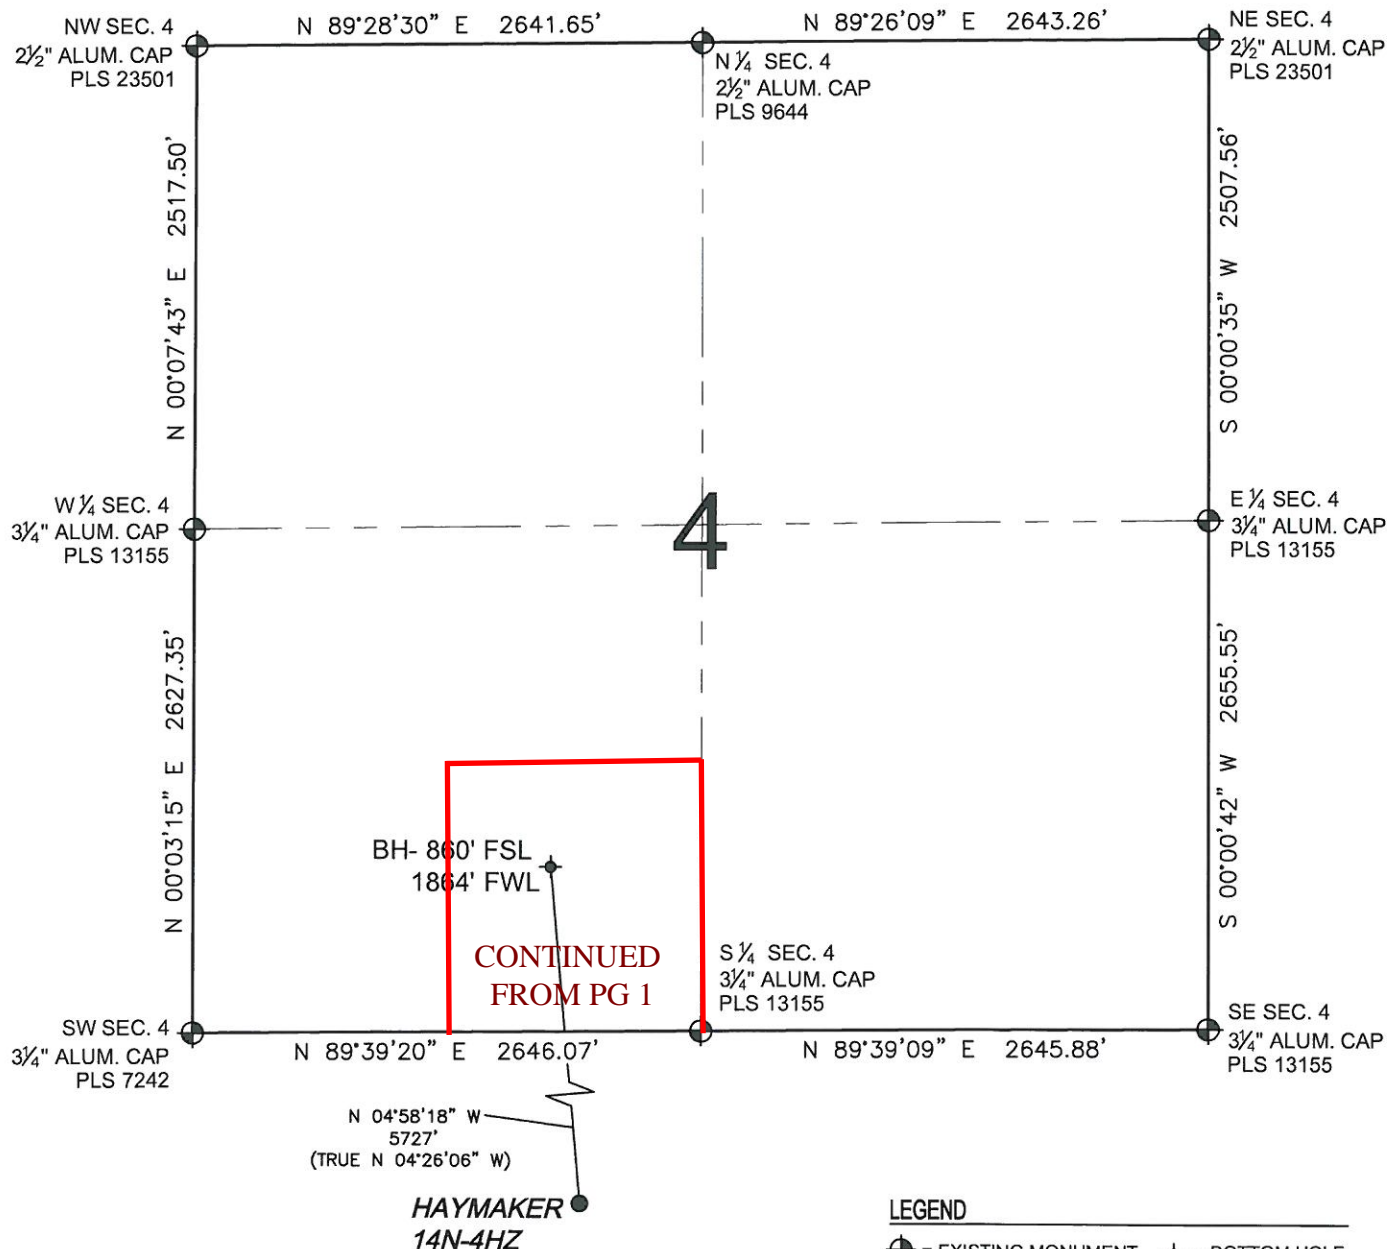 NW SEC. 4
2½" ALUM. CAP
PLS 23501
N 89°28'30" E 2641.65'
N ¼ SEC. 4
2½" ALUM. CAP
PLS 9644
N 89°26'09" E 2643.26'
NE SEC. 4
2½" ALUM. CAP
PLS 23501
N 00°07'43" E 2517.50'
S 00°00'35" W 2507.56'
W ¼ SEC. 4
3¼" ALUM. CAP
PLS 13155
4
E ¼ SEC. 4
3¼" ALUM. CAP
PLS 13155
N 00°03'15" E 2627.35'
S 00°00'42" W 2655.55'
BH- 860' FSL
1864' FWL
CONTINUED
FROM PG 1
S ¼ SEC. 4
3¼" ALUM. CAP
PLS 13155
SW SEC. 4
3¼" ALUM. CAP
PLS 7242
N 89°39'20" E 2646.07'
N 89°39'09" E 2645.88'
SE SEC. 4
3¼" ALUM. CAP
PLS 13155
N 04°58'18" W
5727'
(TRUE N 04°26'06" W)
HAYMAKER
14N-4HZ
LEGEND
= EXISTING MONUMENT
= BOTTOM HOLE